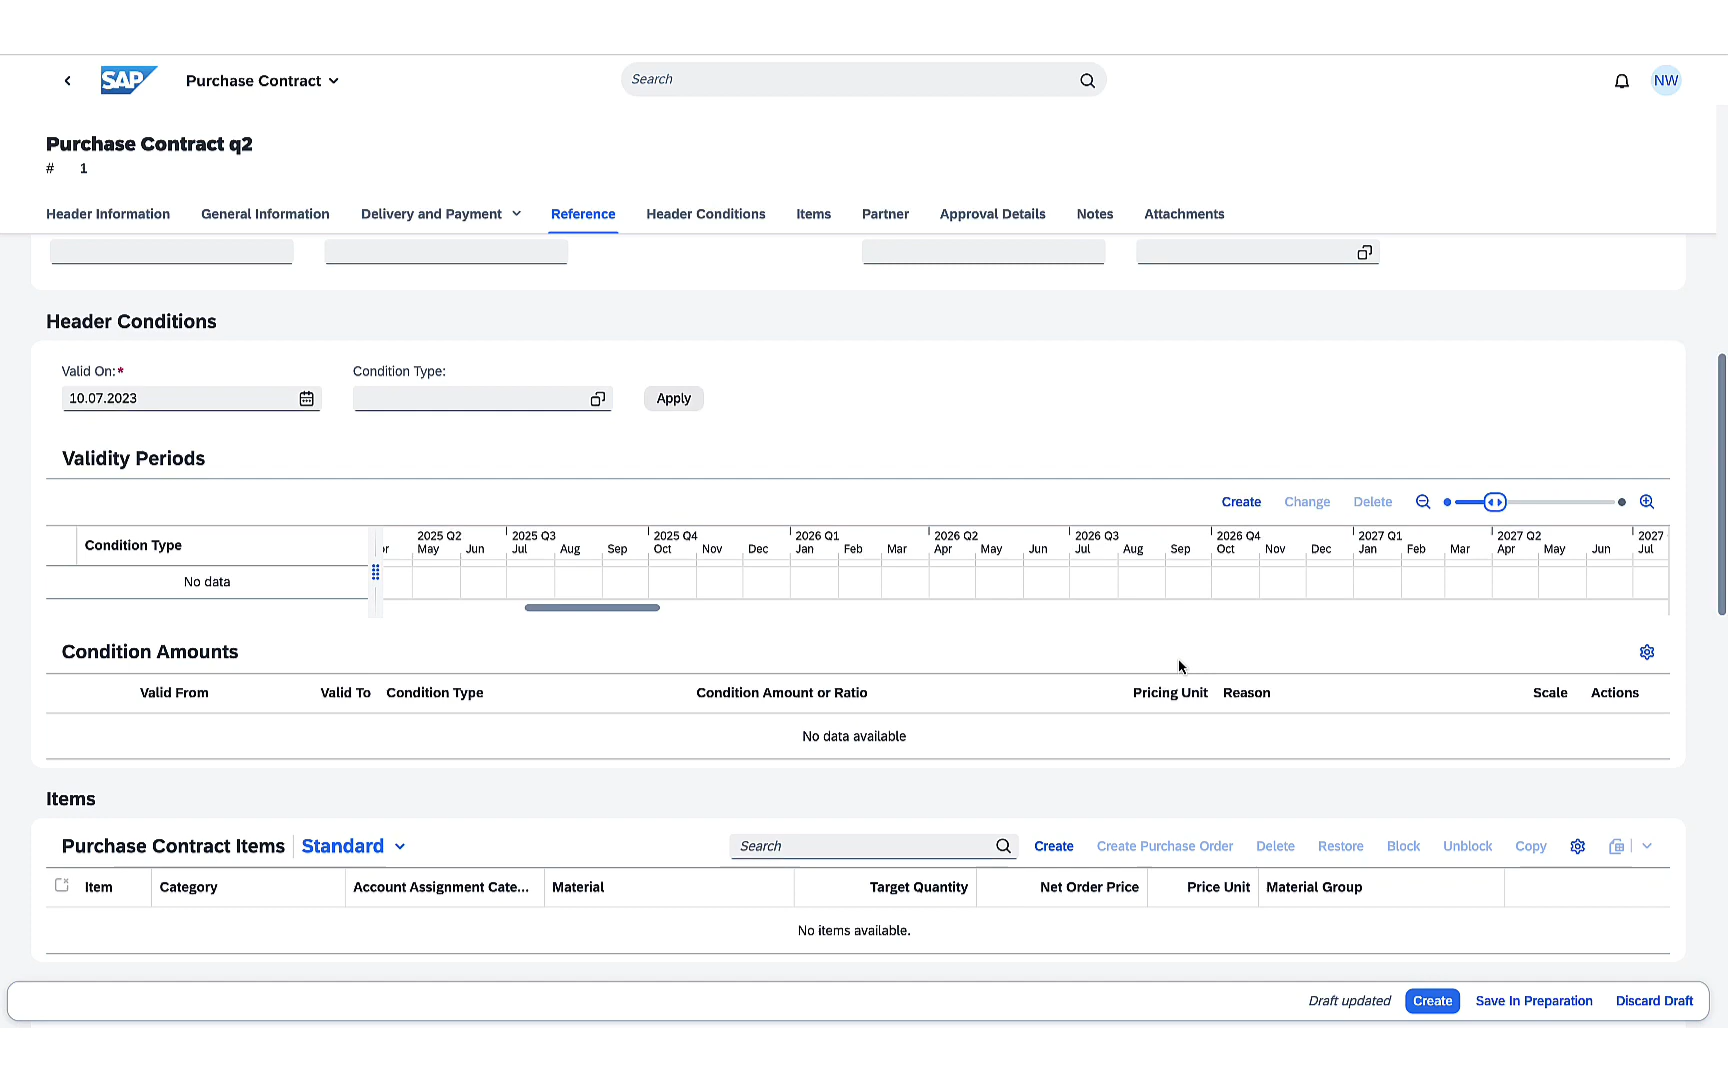 SAP Purchase Contract Search NW
Purchase Contract q2
# 1
Header Information General Information Delivery and Payment Reference Header Conditions Items Partner Approval Details Notes Attachments
Header Conditions
Valid On:* Condition Type:
10.07.2023 Apply
Validity Periods
Create Change Delete
2025 Q2 2025 Q3 2025 Q4 2026 Q1 2026 Q2 2026 Q3 2026 Q4 2027 Q1 2027 Q2 2027
Condition Type r May Jun Jul Aug Sep Oct Nov Dec Jan Feb Mar Apr May Jun Jul Aug Sep Oct Nov Dec Jan Feb Mar Apr May Jun Jul
No data
Condition Amounts
Valid From Valid To Condition Type Condition Amount or Ratio Pricing Unit Reason Scale Actions
No data available
Items
Purchase Contract Items Standard Search Create Create Purchase Order Delete Restore Block Unblock Copy
Item Category Account Assignment Cate... Material Target Quantity Net Order Price Price Unit Material Group
No items available.
Draft updated Create Save In Preparation Discard Draft